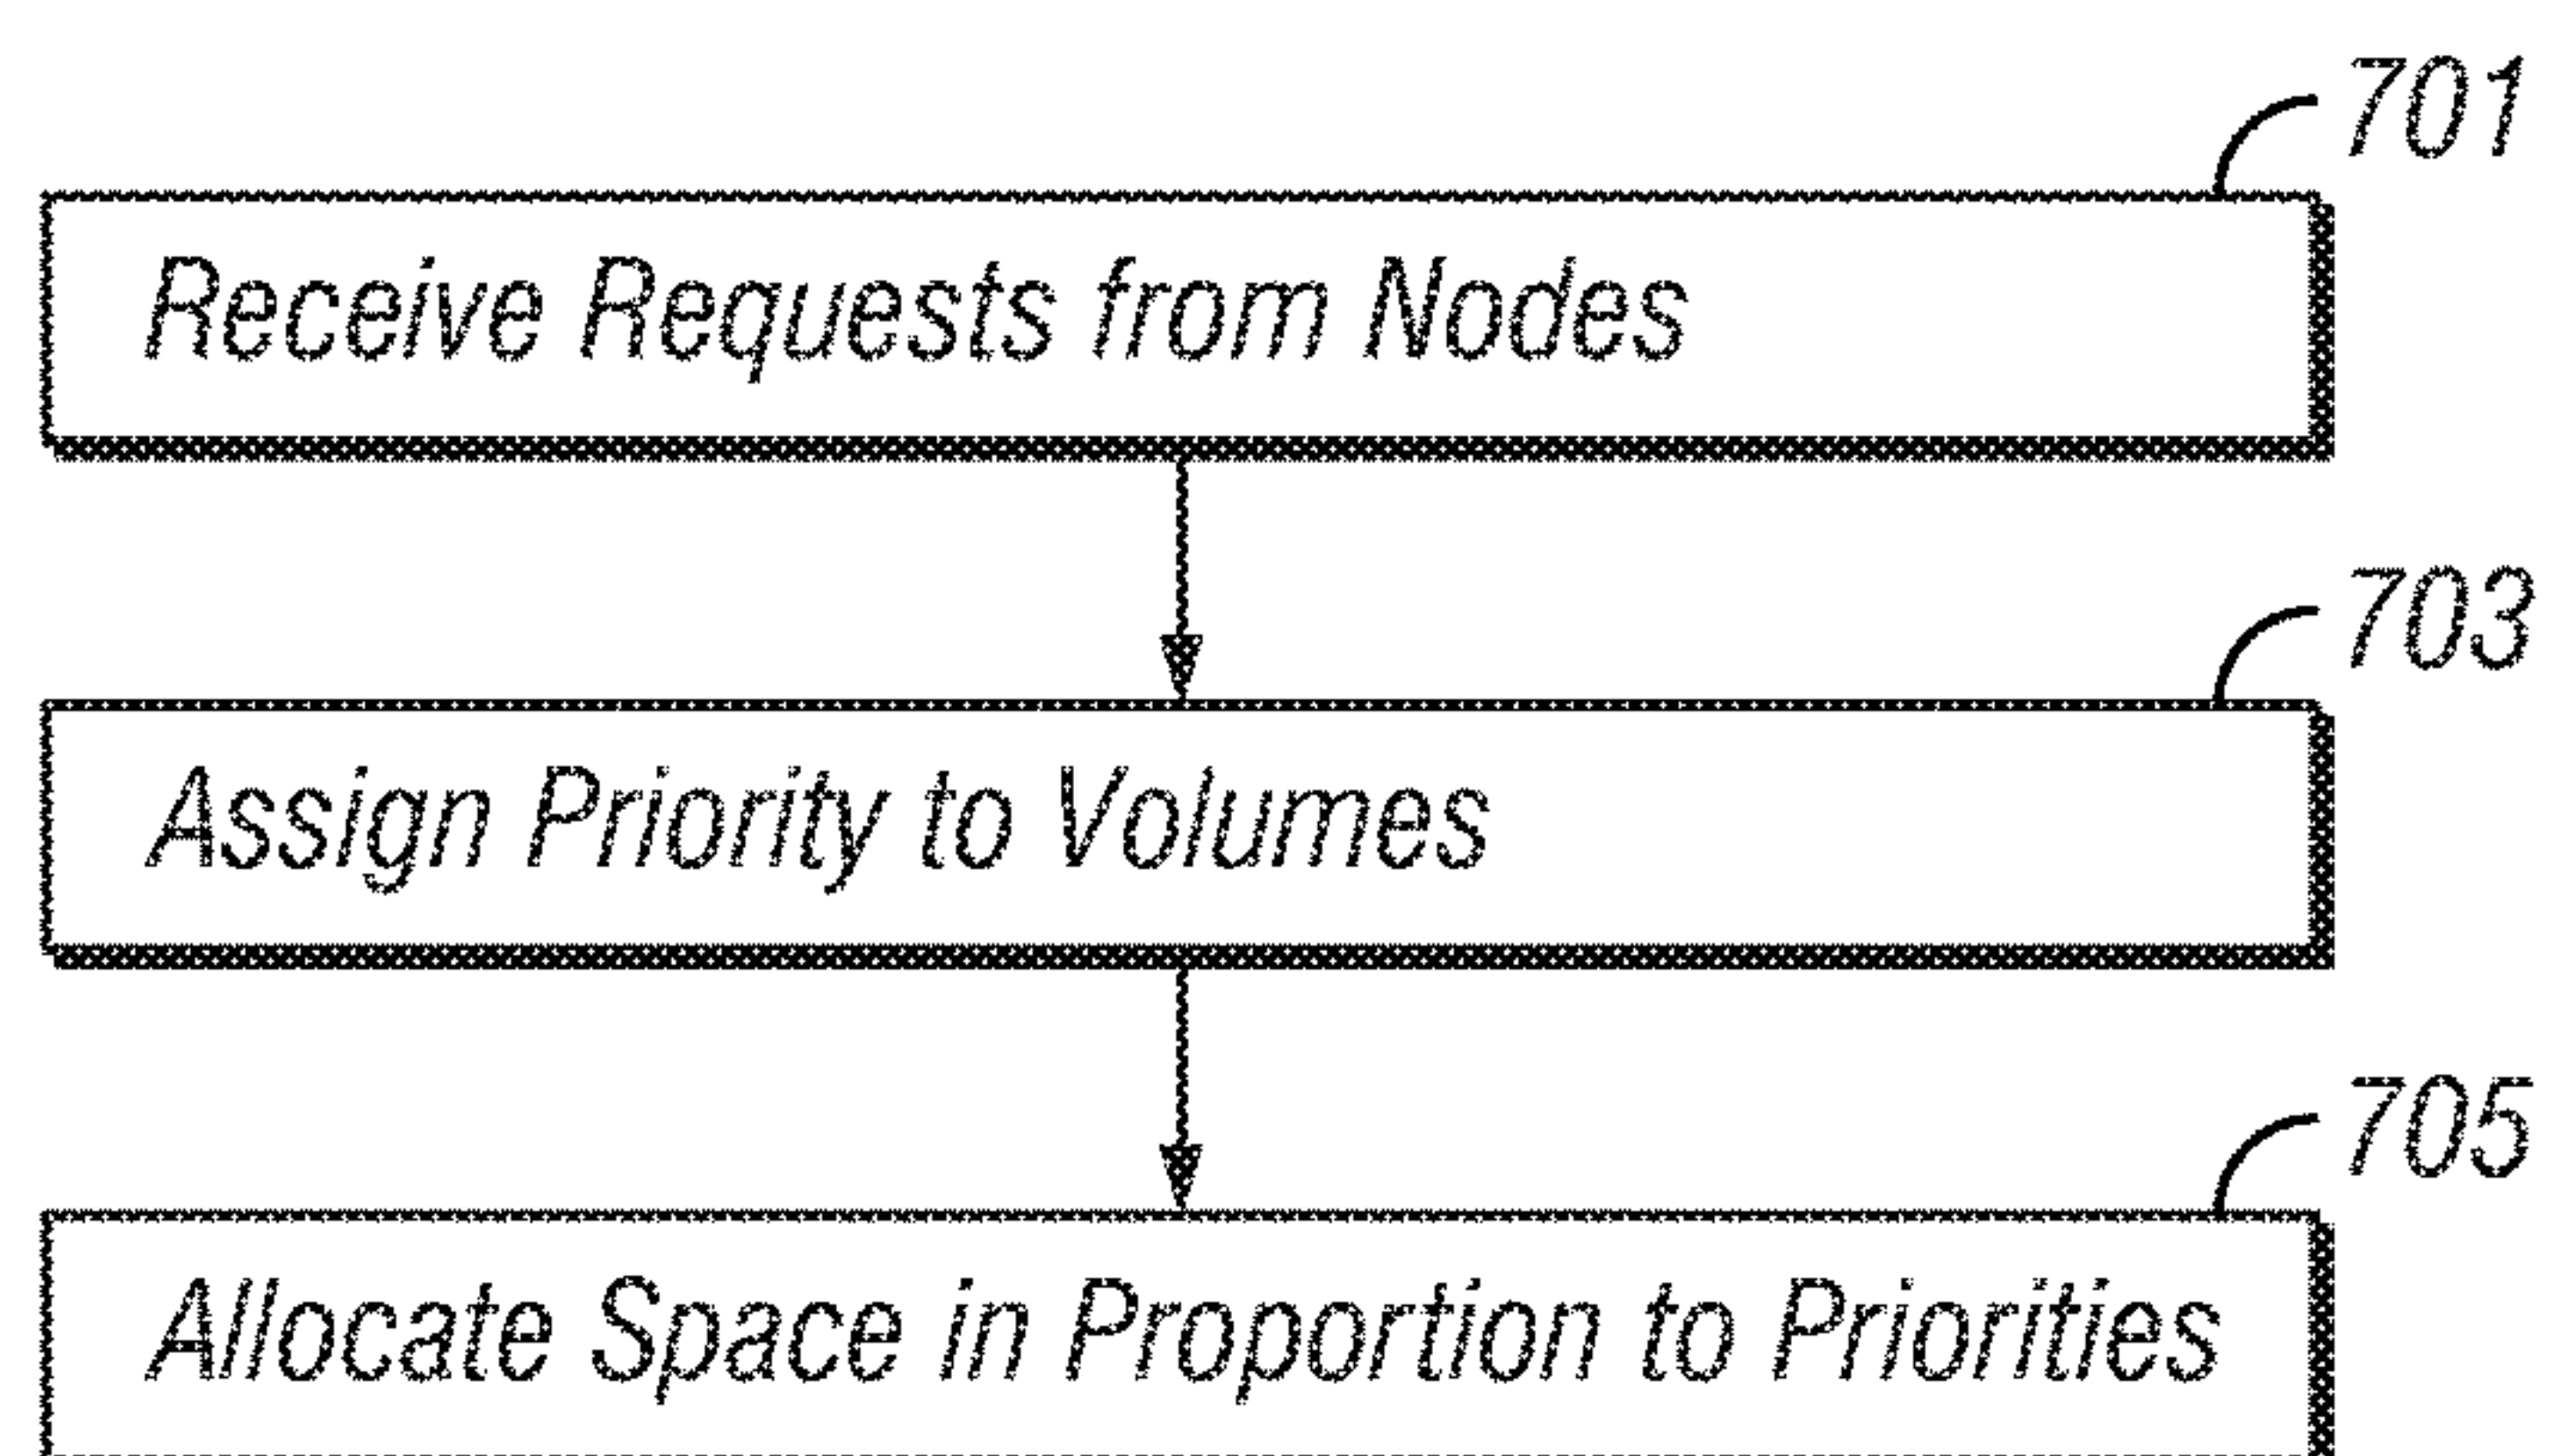 701
Receive Requests from Nodes
703
Assign Priority to Volumes
705
Allocate Space in Proportion to Priorities